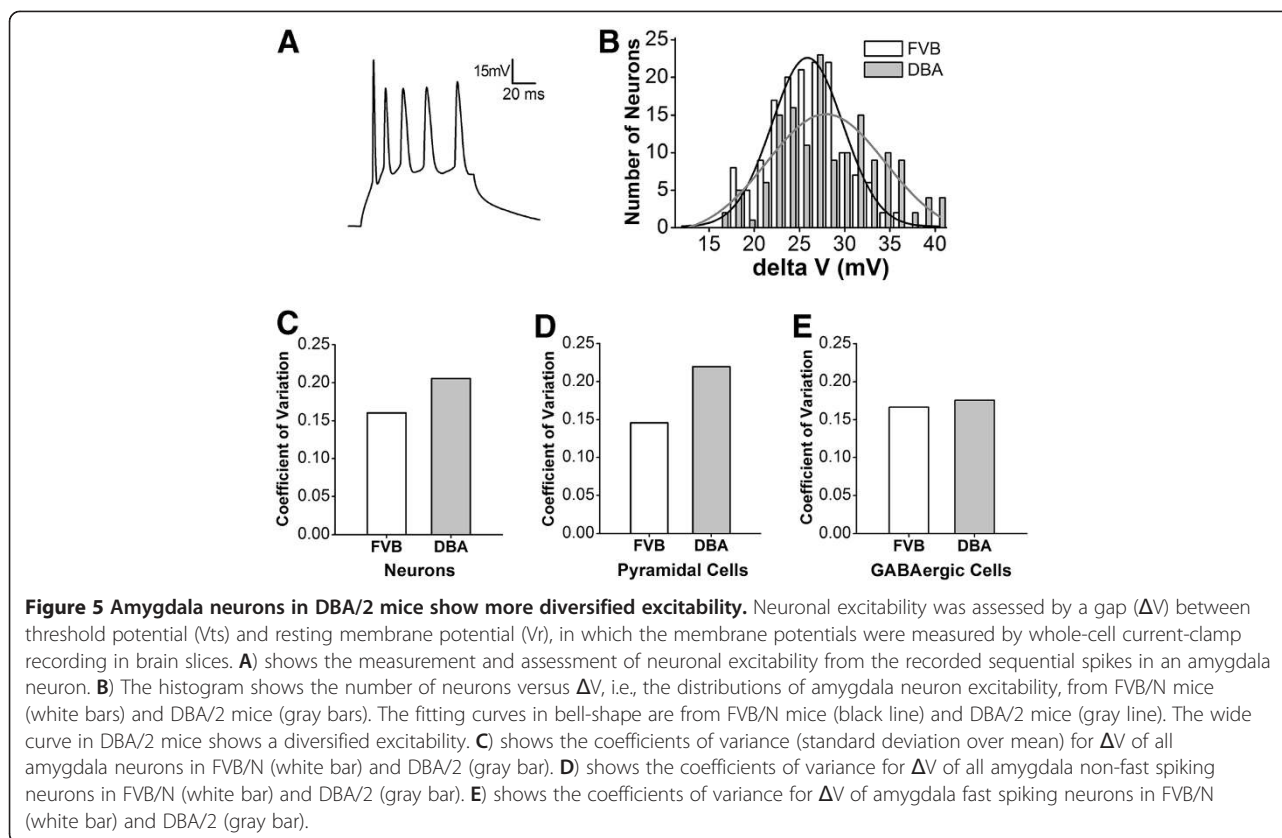 A
15mV
20 ms
B
FVB
DBA
Number of Neurons
25
20
15
10
5
0
15 20 25 30 35 40
delta V (mV)
C
Coefficient of Variation
0.25
0.20
0.15
0.10
0.05
0.00
FVB DBA
Neurons
D
Coefficient of Variation
0.25
0.20
0.15
0.10
0.05
0.00
FVB DBA
Pyramidal Cells
E
Coefficient of Variation
0.25
0.20
0.15
0.10
0.05
0.00
FVB DBA
GABAergic Cells
Figure 5 Amygdala neurons in DBA/2 mice show more diversified excitability. Neuronal excitability was assessed by a gap (ΔV) between
threshold potential (Vts) and resting membrane potential (Vr), in which the membrane potentials were measured by whole-cell current-clamp
recording in brain slices. A) shows the measurement and assessment of neuronal excitability from the recorded sequential spikes in an amygdala
neuron. B) The histogram shows the number of neurons versus ΔV, i.e., the distributions of amygdala neuron excitability, from FVB/N mice
(white bars) and DBA/2 mice (gray bars). The fitting curves in bell-shape are from FVB/N mice (black line) and DBA/2 mice (gray line). The wide
curve in DBA/2 mice shows a diversified excitability. C) shows the coefficients of variance (standard deviation over mean) for ΔV of all
amygdala neurons in FVB/N (white bar) and DBA/2 (gray bar). D) shows the coefficients of variance for ΔV of all amygdala non-fast spiking
neurons in FVB/N (white bar) and DBA/2 (gray bar). E) shows the coefficients of variance for ΔV of amygdala fast spiking neurons in FVB/N
(white bar) and DBA/2 (gray bar).